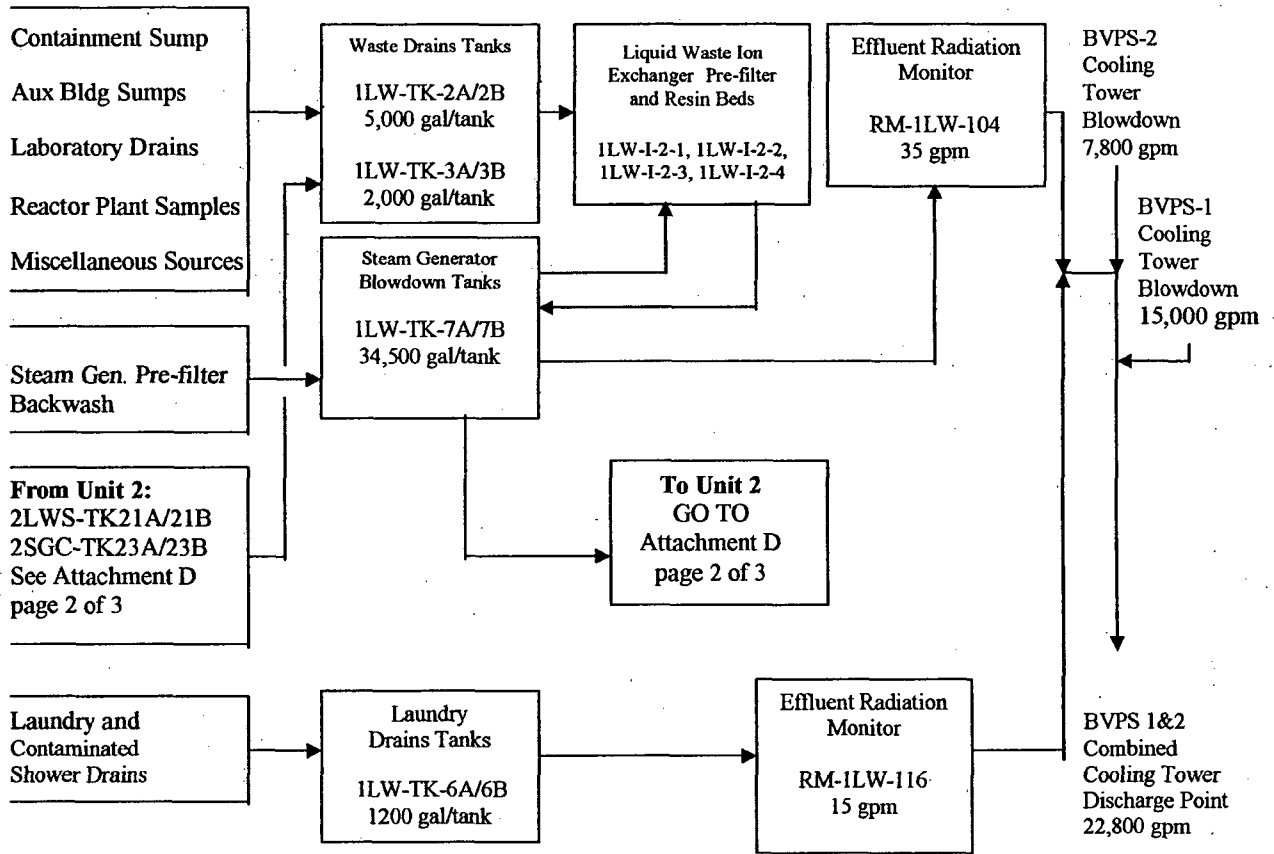 Containment Sump
Aux Bldg Sumps
Laboratory Drains
Reactor Plant Samples
Miscellaneous Sources
Waste Drains Tanks
1LW-TK-2A/2B
5,000 gal/tank
1LW-TK-3A/3B
2,000 gal/tank
Liquid Waste Ion
Exchanger Pre-filter
and Resin Beds
1LW-I-2-1, 1LW-I-2-2,
1LW-I-2-3, 1LW-I-2-4
Effluent Radiation
Monitor
RM-1LW-104
35 gpm
BVPS-2
Cooling
Tower
Blowdown
7,800 gpm
BVPS-1
Cooling
Tower
Blowdown
15,000 gpm
Steam Gen. Pre-filter
Backwash
Steam Generator
Blowdown Tanks
1LW-TK-7A/7B
34,500 gal/tank
From Unit 2:
2LWS-TK21A/21B
2SGC-TK23A/23B
See Attachment D
page 2 of 3
To Unit 2
GO TO
Attachment D
page 2 of 3
Laundry and
Contaminated
Shower Drains
Laundry
Drains Tanks
1LW-TK-6A/6B
1200 gal/tank
Effluent Radiation
Monitor
RM-1LW-116
15 gpm
BVPS 1&2
Combined
Cooling Tower
Discharge Point
22,800 gpm